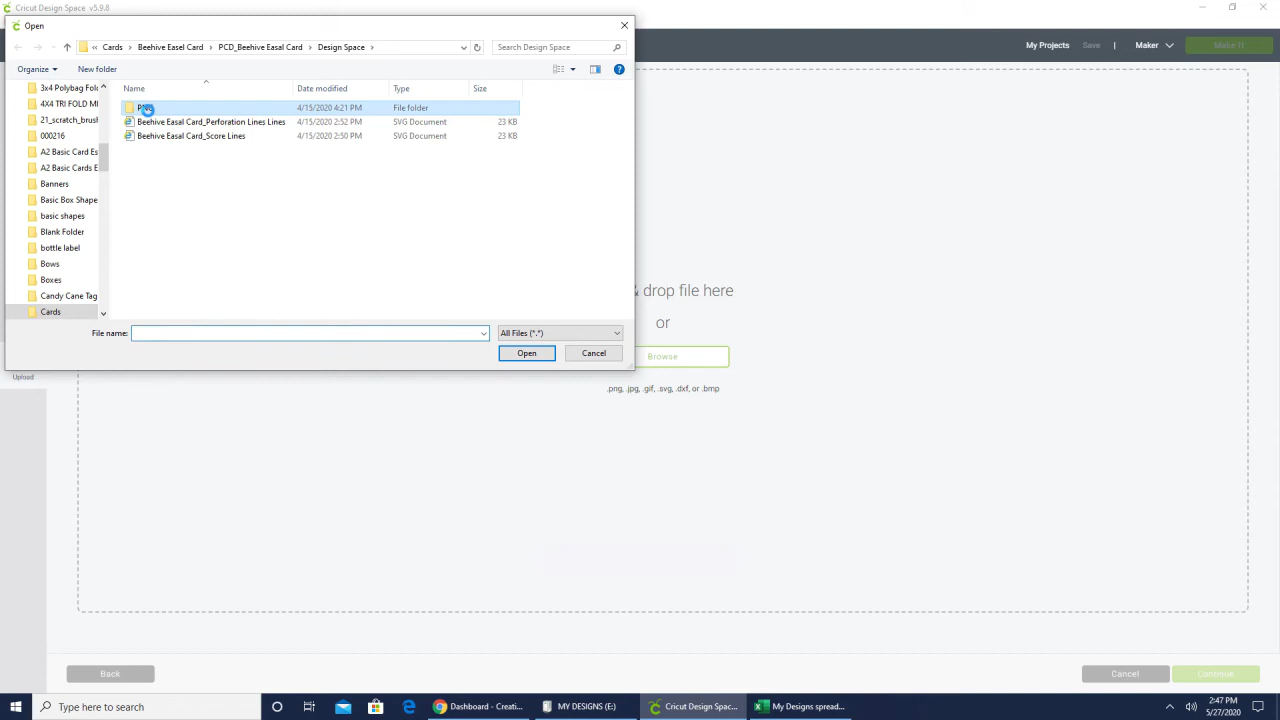 Cricut Design Space v5.9.8
Open
Cards > Beehive Easel Card > PCD_Beehive Easal Card > Design Space >
Search Design Space
My Projects Save | Maker Make It
Organize New folder
Name Date modified Type Size
4/15/2020 4:21 PM File folder
Beehive Easal Card_Perforation Lines Lines 4/15/2020 2:52 PM SVG Document 23 KB
Beehive Easal Card_Score Lines 4/15/2020 2:50 PM SVG Document 23 KB
3x4 Polybag Fol
4X4 TRI FOLD M
21_scratch_brush
000216
A2 Basic Card Es
A2 Basic Cards E
Banners
Basic Box Shape
basic shapes
Blank Folder
bottle label
Bows
Boxes
Candy Cane Tag
Cards
File name: All Files (*.*)
Open Cancel
Upload
& drop file here
or
Browse
.png, .jpg, .gif, .svg, .dxf, or .bmp
Back Cancel Continue
Type here to search
Dashboard - Creati...
MY DESIGNS (E:)
Cricut Design Spac...
My Designs spread...
2:47 PM
5/27/2020